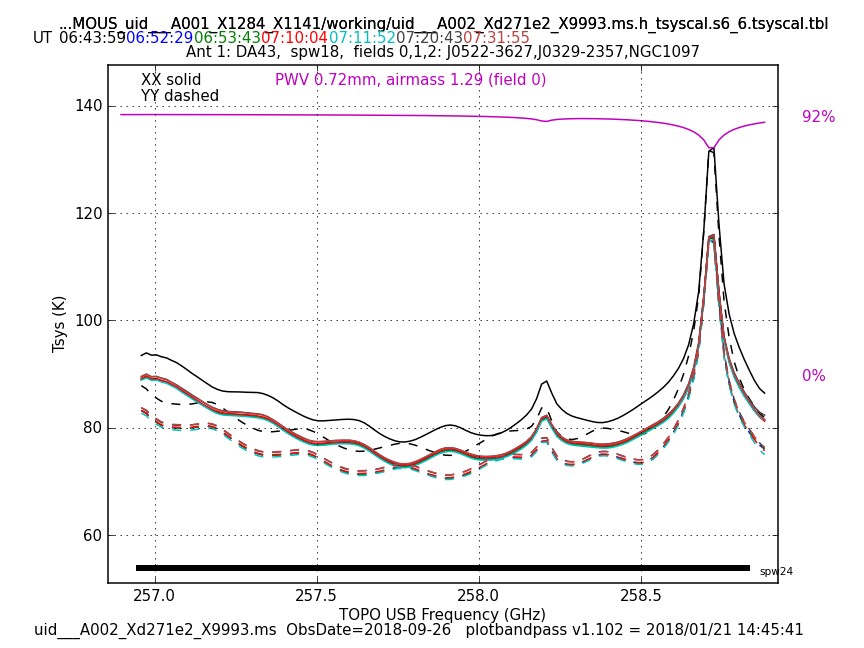 ...MOUS_uid___A001_X1284_X1141/working/uid___A002_Xd271e2_X9993.ms.h_tsyscal.s6_6.tsyscal.tbl
UT 06:43:59 06:52:29 06:53:43 07:10:04 07:11:52 07:20:43 07:31:55
Ant 1: DA43, spw18, fields 0,1,2: J0522-3627,J0329-2357,NGC1097
XX solid
PWV 0.72mm, airmass 1.29 (field 0)
YY dashed
140
120
100
80
60
Tsys (K)
92%
0%
spw24
257.0 257.5 258.0 258.5
TOPO USB Frequency (GHz)
uid___A002_Xd271e2_X9993.ms ObsDate=2018-09-26 plotbandpass v1.102 = 2018/01/21 14:45:41